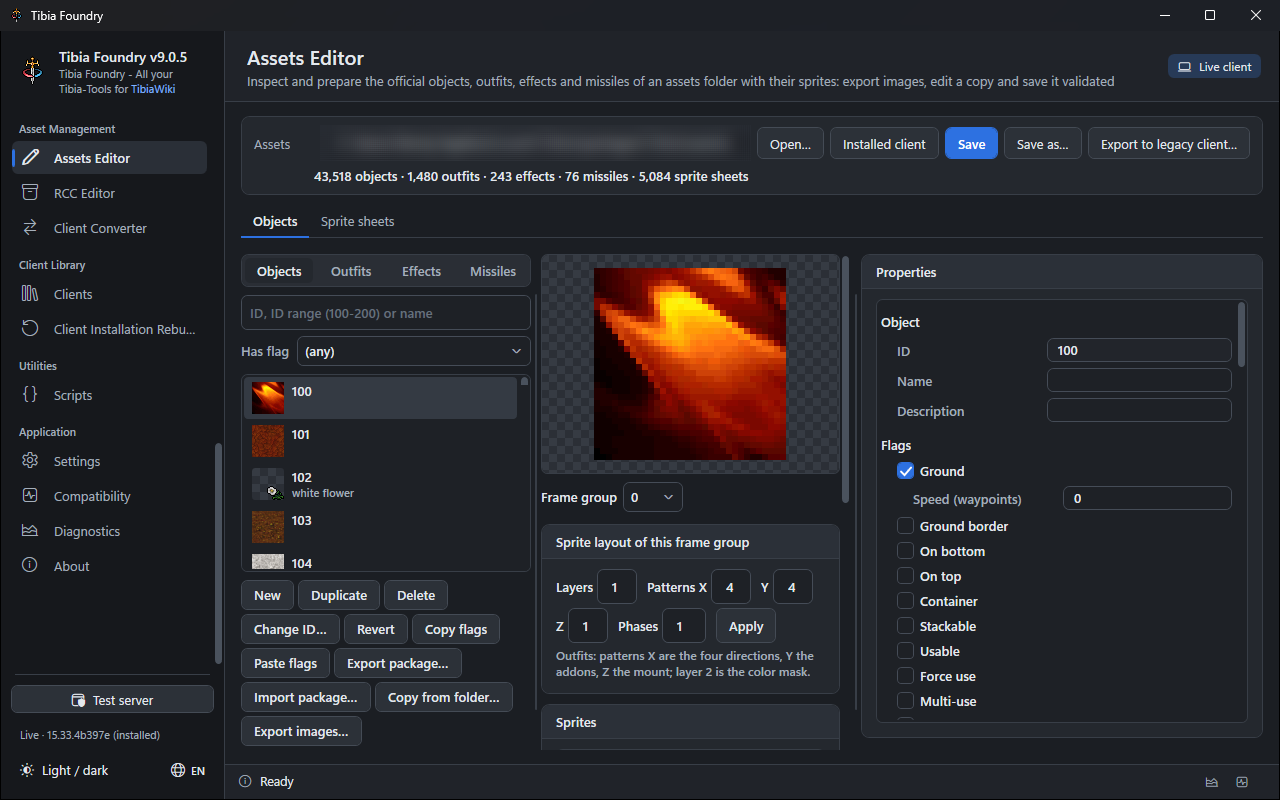 Tibia Foundry
Tibia Foundry v9.0.5
Tibia Foundry - All your
Tibia-Tools for TibiaWiki
Asset Management
Assets Editor
RCC Editor
Client Converter
Client Library
Clients
Client Installation Rebu...
Utilities
Scripts
Application
Settings
Compatibility
Diagnostics
About
Test server
Live · 15.33.4b397e (installed)
Light / dark
EN
Assets Editor
Inspect and prepare the official objects, outfits, effects and missiles of an assets folder with their sprites: export images, edit a copy and save it validated
Live client
Assets
Open...
Installed client
Save
Save as...
Export to legacy client...
43,518 objects · 1,480 outfits · 243 effects · 76 missiles · 5,084 sprite sheets
Objects
Sprite sheets
Objects
Outfits
Effects
Missiles
ID, ID range (100-200) or name
Has flag
(any)
100
101
102
white flower
103
104
New
Duplicate
Delete
Change ID...
Revert
Copy flags
Paste flags
Export package...
Import package...
Copy from folder...
Export images...
Frame group
0
Sprite layout of this frame group
Layers 1 Patterns X 4 Y 4
Z 1 Phases 1 Apply
Outfits: patterns X are the four directions, Y the
addons, Z the mount; layer 2 is the color mask.
Sprites
Properties
Object
ID 100
Name
Description
Flags
Ground
Speed (waypoints) 0
Ground border
On bottom
On top
Container
Stackable
Usable
Force use
Multi-use
Ready